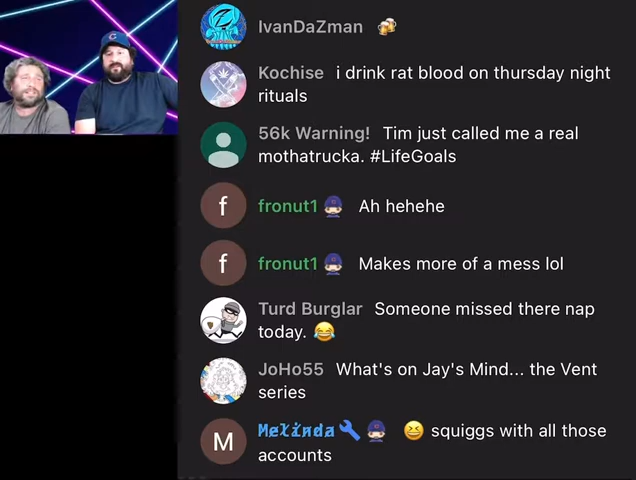 IvanDaZman 🍻
Kochise i drink rat blood on thursday night
rituals
56k Warning! Tim just called me a real
mothatrucka. #LifeGoals
f fronut1 Ah hehehe
f fronut1 Makes more of a mess lol
Turd Burglar Someone missed there nap
today. 😂
JoHo55 What's on Jay's Mind... the Vent
series
M Melinda 🔧 😆 squiggs with all those
accounts